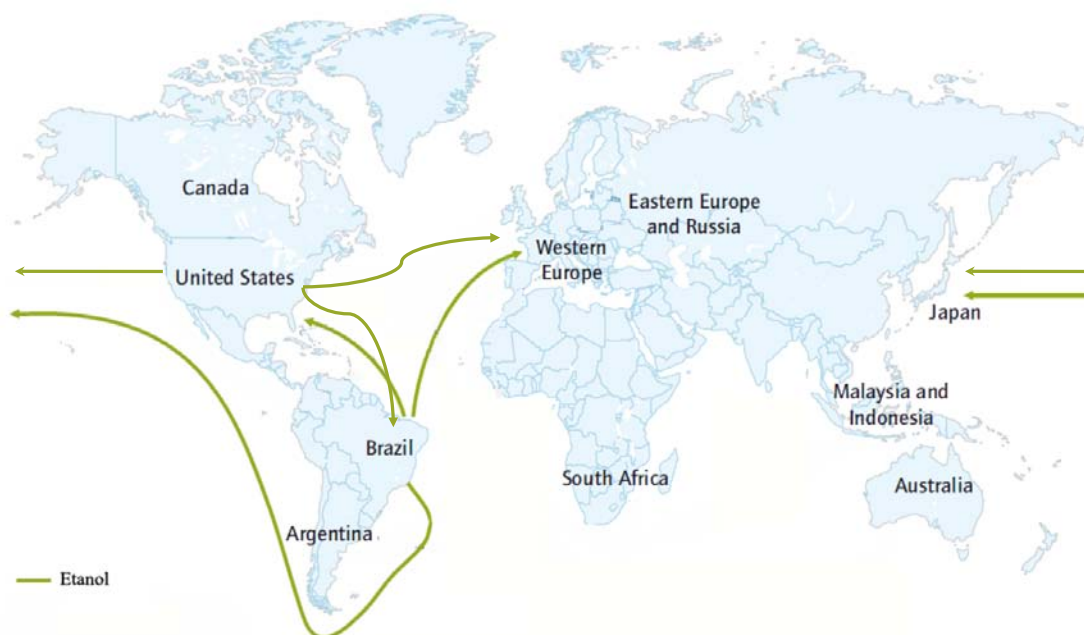 Canada
Eastern Europe
and Russia
Western
Europe
United States
Japan
Malaysia and
Indonesia
Brazil
South Africa
Australia
Argentina
Etanol